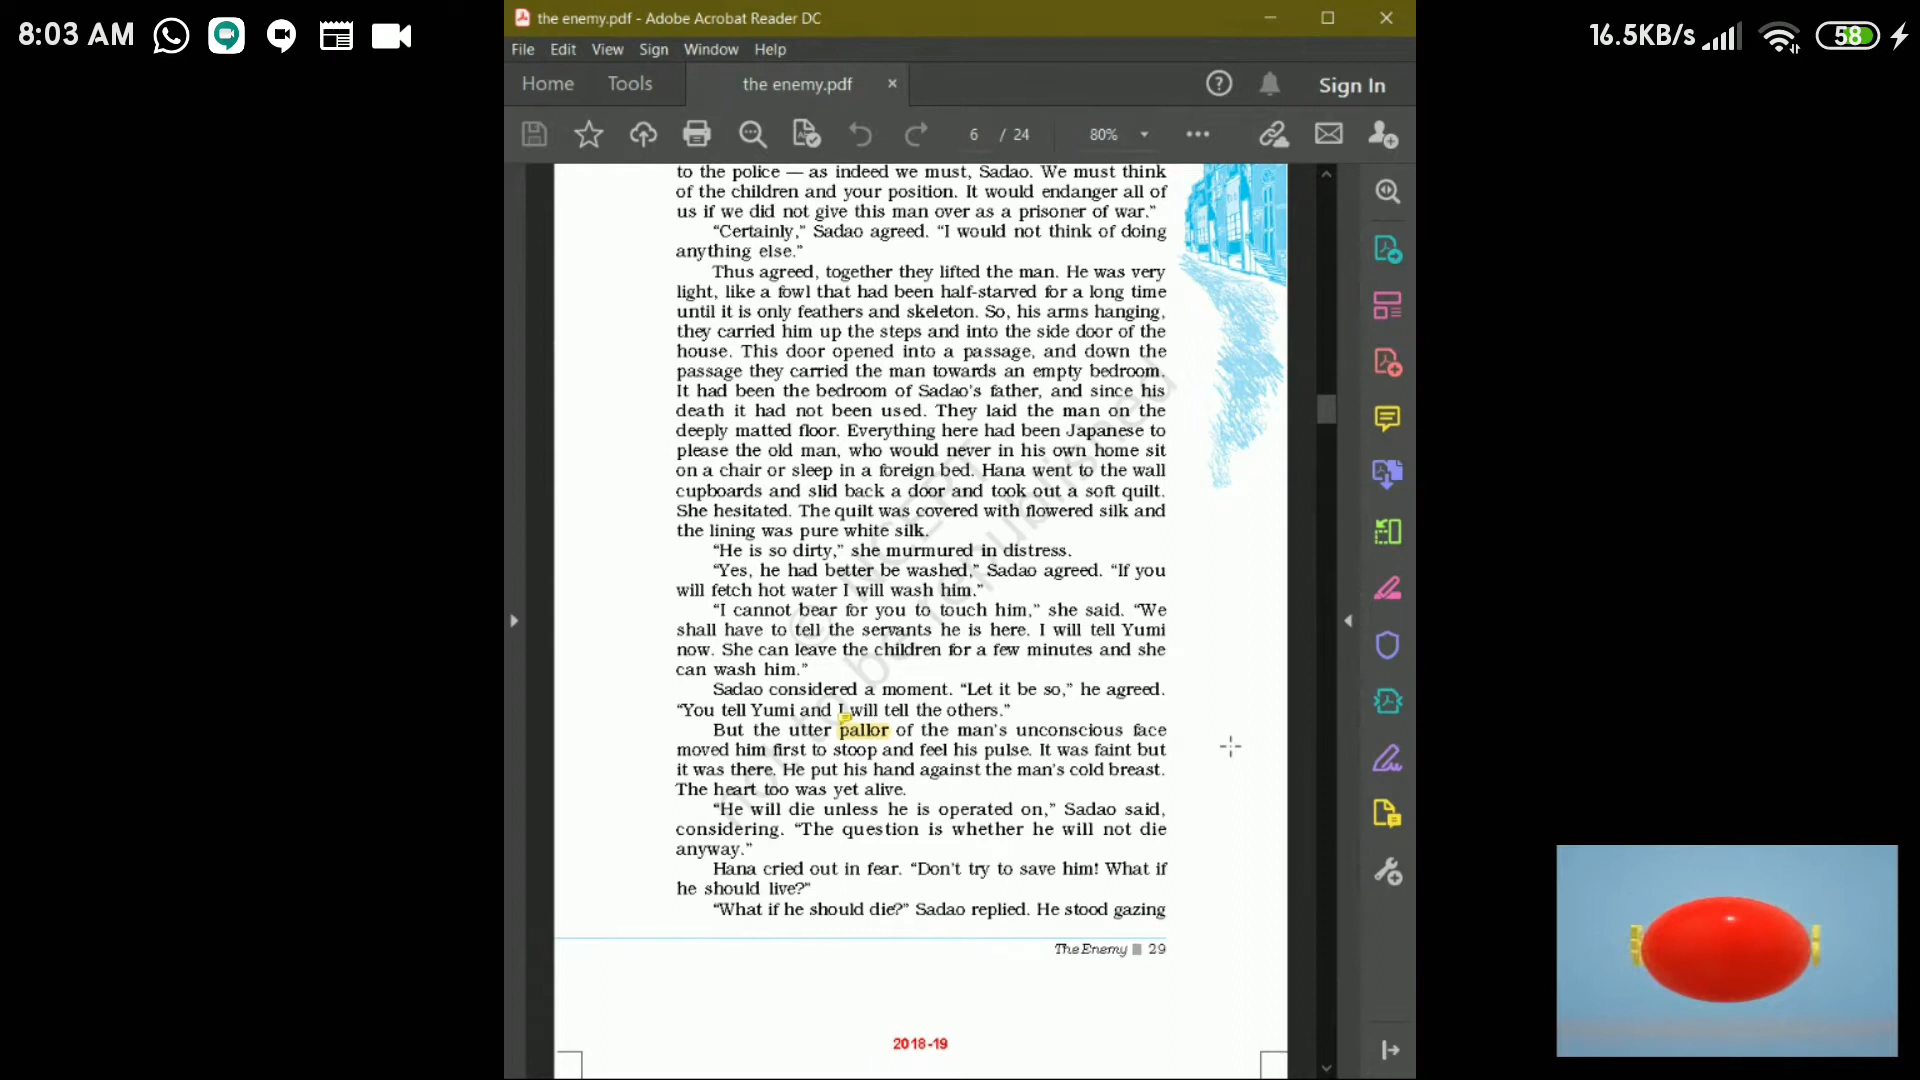 8:03 AM
16.5KB/s
58
the enemy.pdf - Adobe Acrobat Reader DC
File Edit View Sign Window Help
Home Tools the enemy.pdf Sign In
6 / 24 80%
to the police — as indeed we must, Sadao. We must think
of the children and your position. It would endanger all of
us if we did not give this man over as a prisoner of war.”
“Certainly,” Sadao agreed. “I would not think of doing
anything else.”
Thus agreed, together they lifted the man. He was very
light, like a fowl that had been half-starved for a long time
until it is only feathers and skeleton. So, his arms hanging,
they carried him up the steps and into the side door of the
house. This door opened into a passage, and down the
passage they carried the man towards an empty bedroom.
It had been the bedroom of Sadao’s father, and since his
death it had not been used. They laid the man on the
deeply matted floor. Everything here had been Japanese to
please the old man, who would never in his own home sit
on a chair or sleep in a foreign bed. Hana went to the wall
cupboards and slid back a door and took out a soft quilt.
She hesitated. The quilt was covered with flowered silk and
the lining was pure white silk.
“He is so dirty,” she murmured in distress.
“Yes, he had better be washed,” Sadao agreed. “If you
will fetch hot water I will wash him.”
“I cannot bear for you to touch him,” she said. “We
shall have to tell the servants he is here. I will tell Yumi
now. She can leave the children for a few minutes and she
can wash him.”
Sadao considered a moment. “Let it be so,” he agreed.
“You tell Yumi and I will tell the others.”
But the utter pallor of the man’s unconscious face
moved him first to stoop and feel his pulse. It was faint but
it was there. He put his hand against the man’s cold breast.
The heart too was yet alive.
“He will die unless he is operated on,” Sadao said,
considering. “The question is whether he will not die
anyway.”
Hana cried out in fear. “Don’t try to save him! What if
he should live?”
“What if he should die?” Sadao replied. He stood gazing
The Enemy 29
2018-19
© NCERT
not to be republished